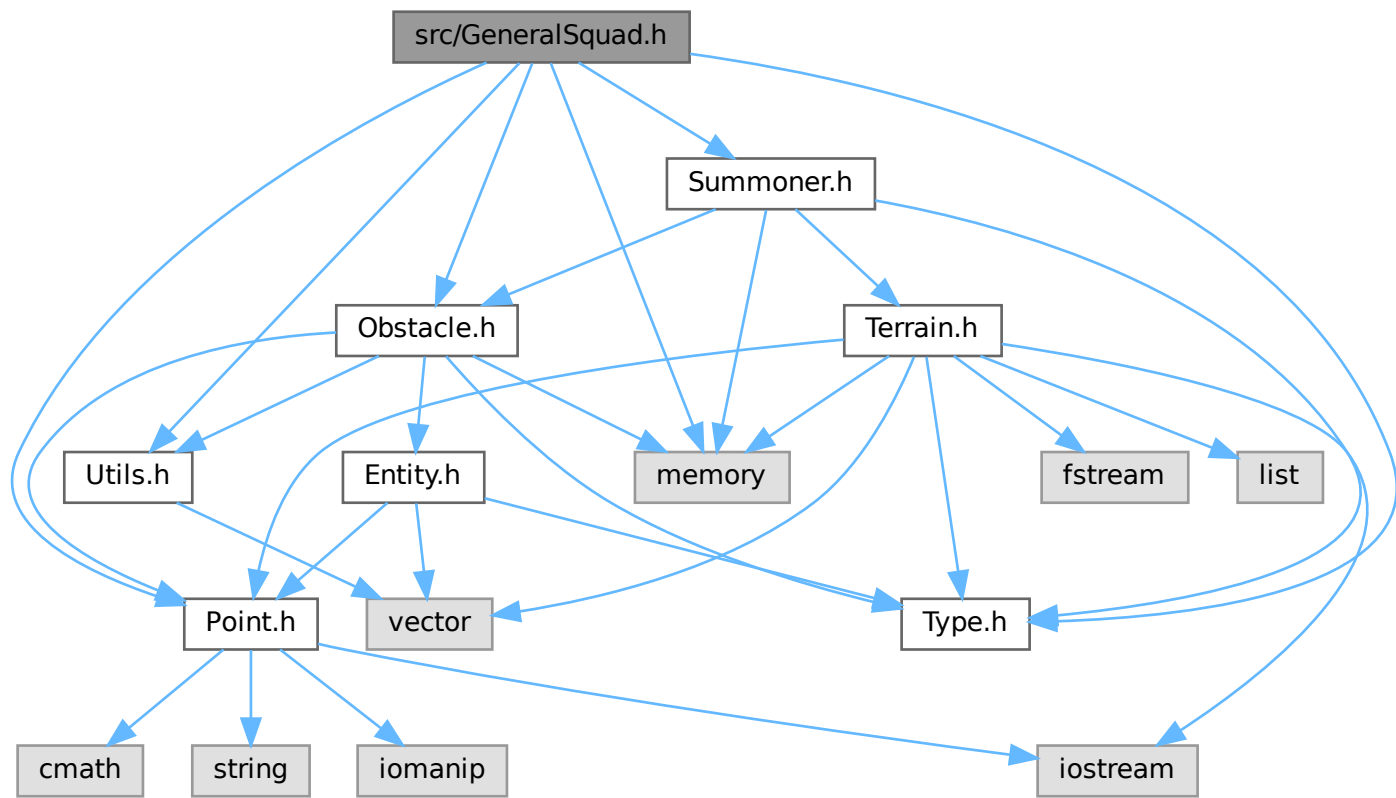 src/GeneralSquad.h
Summoner.h
Obstacle.h
Terrain.h
Utils.h
Entity.h
memory
fstream
list
Point.h
vector
Type.h
cmath
string
iomanip
iostream